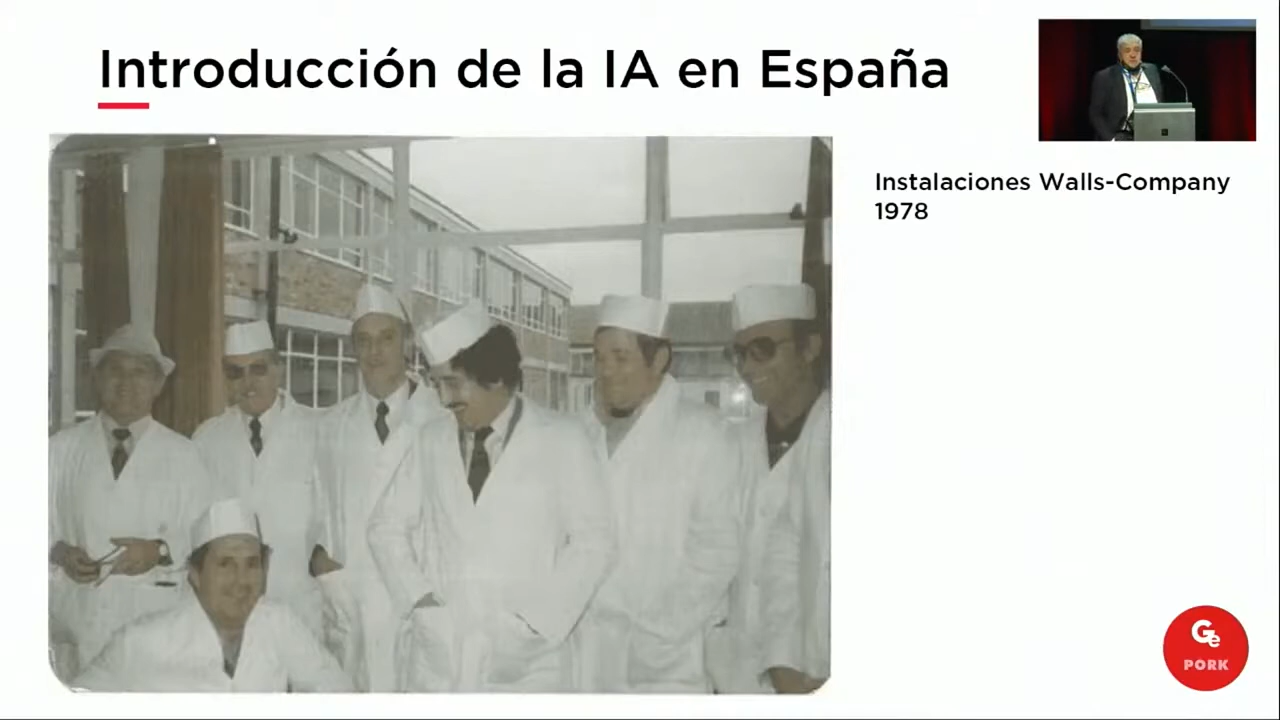 Introducción de la IA en España
Instalaciones Walls-Company
1978
Ge
PORK